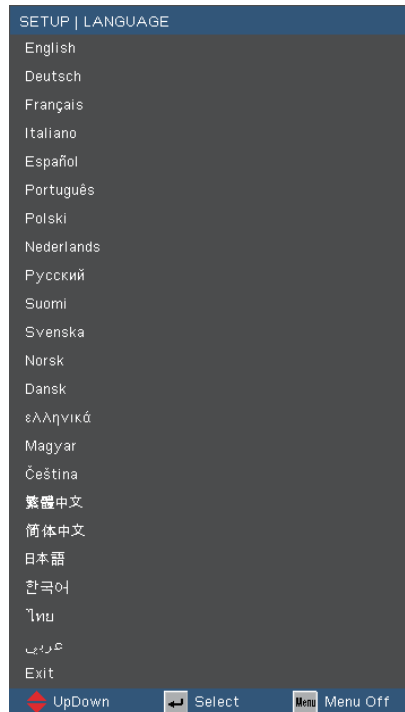 SETUP | LANGUAGE
English
Deutsch
Français
Italiano
Español
Português
Polski
Nederlands
Русский
Suomi
Svenska
Norsk
Dansk
ελληνικά
Magyar
Čeština
繁體中文
简体中文
日本語
한국어
ไทย
عربي
Exit
UpDown Select Menu Menu Off